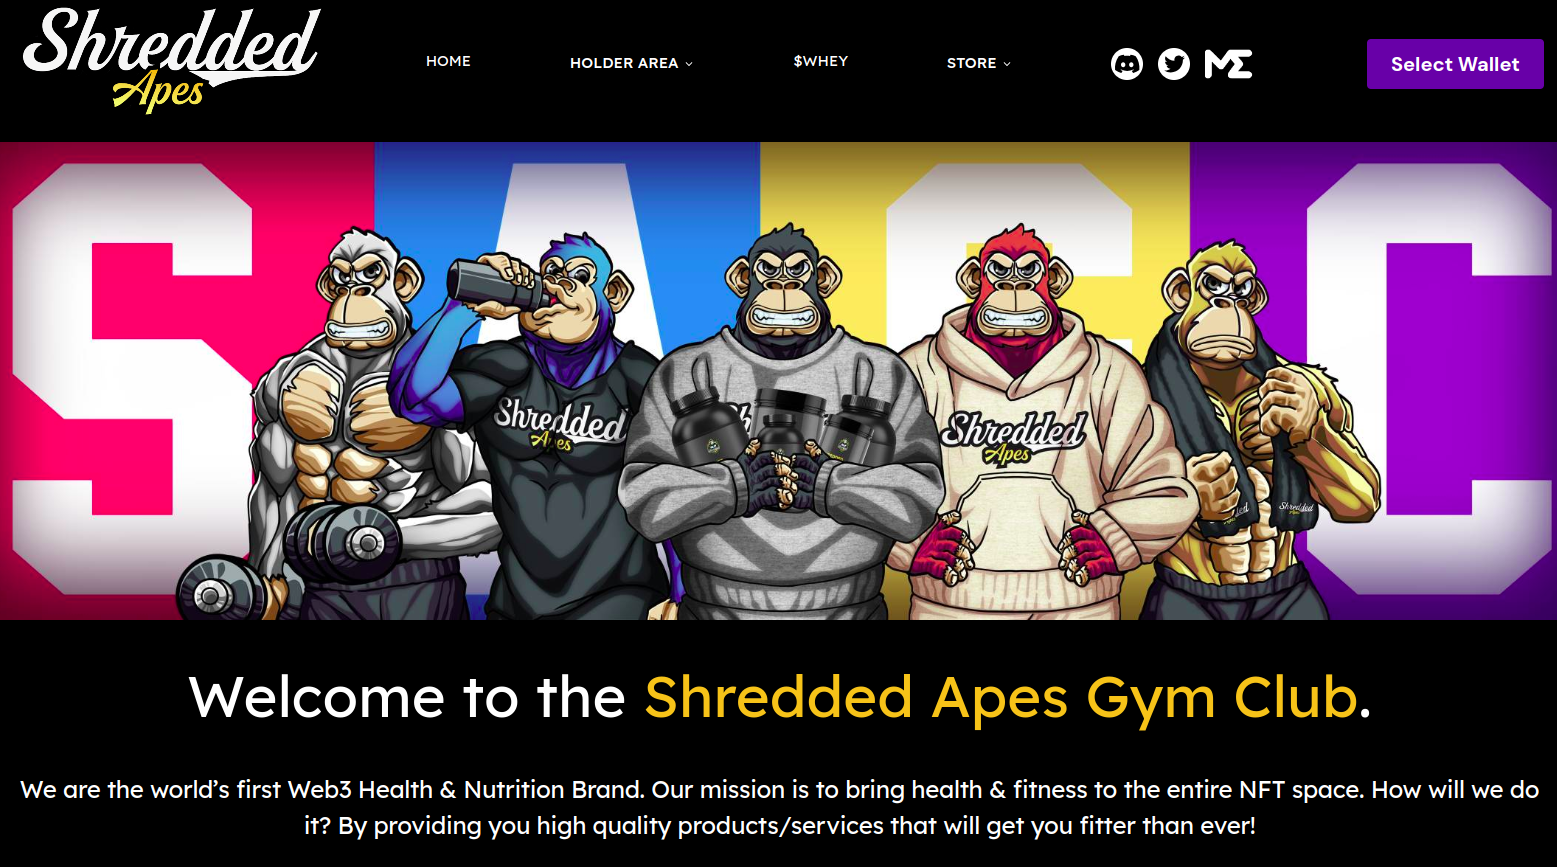 Shredded
Apes
HOME
HOLDER AREA
$WHEY
STORE
ME
Select Wallet
SAGC
Shredded
Apes
Sh
Shredded
Apes
Shredded
Welcome to the Shredded Apes Gym Club.
We are the world’s first Web3 Health & Nutrition Brand. Our mission is to bring health & fitness to the entire NFT space. How will we do
it? By providing you high quality products/services that will get you fitter than ever!